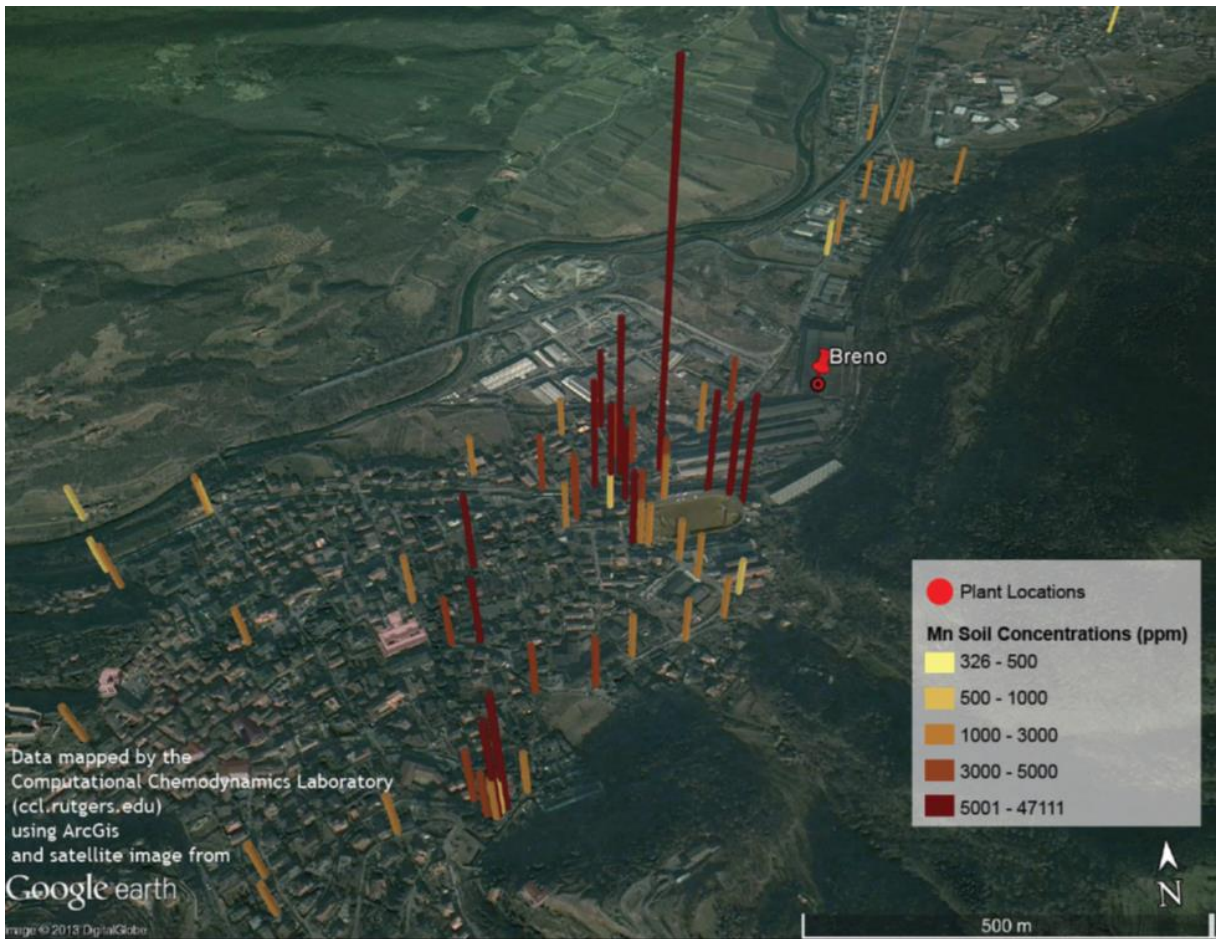 Breno
Plant Locations
Mn Soil Concentrations (ppm)
326 - 500
500 - 1000
1000 - 3000
3000 - 5000
5001 - 47111
Data mapped by the
Computational Chemodynamics Laboratory
(ccl.rutgers.edu)
using ArcGis
and satellite image from
Google earth
N
500 m
Image © 2013 DigitalGlobe